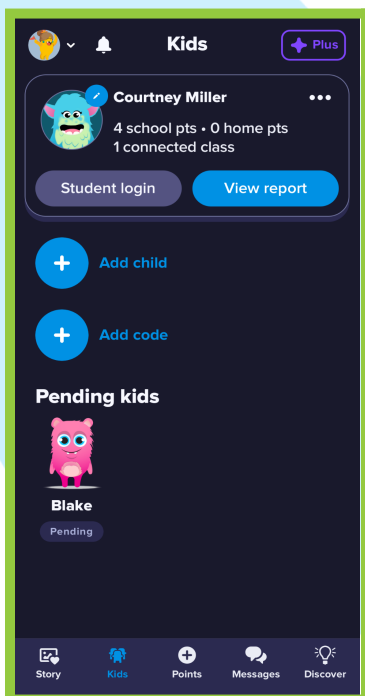 Kids
Plus
Courtney Miller
4 school pts • 0 home pts
1 connected class
Student login
View report
Add child
Add code
Pending kids
Blake
Pending
Story
Kids
Points
Messages
Discover